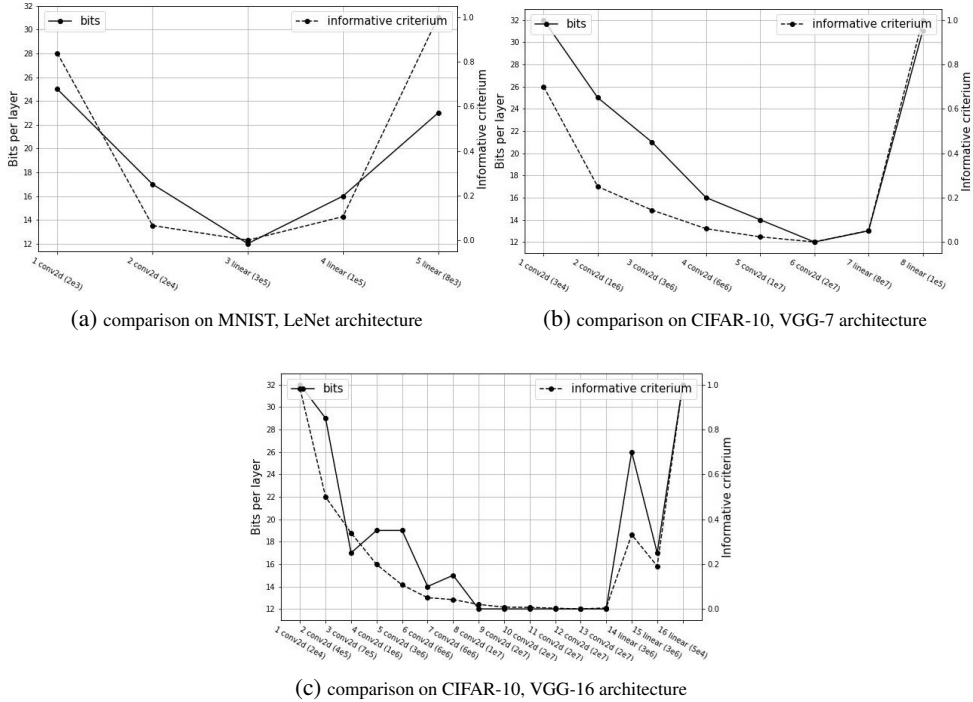 bits
informative criterium
32
30
28
26
24
22
20
18
16
14
12
1.0
0.8
0.6
0.4
0.2
0.0
Bits per layer
Informative criterium
1 conv2d (2e3)
2 conv2d (2e4)
3 linear (3e5)
4 linear (1e5)
5 linear (8e3)
(a) comparison on MNIST, LeNet architecture
bits
informative criterium
32
30
28
26
24
22
20
18
16
14
12
1.0
0.8
0.6
0.4
0.2
0.0
Bits per layer
Informative criterium
1 conv2d (3e4)
2 conv2d (1e6)
3 conv2d (3e6)
4 conv2d (6e6)
5 conv2d (1e7)
6 conv2d (2e7)
7 linear (8e7)
8 linear (1e5)
(b) comparison on CIFAR-10, VGG-7 architecture
bits
informative criterium
32
30
28
26
24
22
20
18
16
14
12
1.0
0.8
0.6
0.4
0.2
0.0
Bits per layer
Informative criterium
1 conv2d (2e4)
2 conv2d (4e5)
3 conv2d (7e5)
4 conv2d (1e6)
5 conv2d (3e6)
6 conv2d (6e6)
7 conv2d (6e6)
8 conv2d (1e7)
9 conv2d (2e7)
10 conv2d (2e7)
11 conv2d (2e7)
12 conv2d (2e7)
13 conv2d (2e7)
14 linear (3e6)
15 linear (3e6)
16 linear (5e4)
(c) comparison on CIFAR-10, VGG-16 architecture